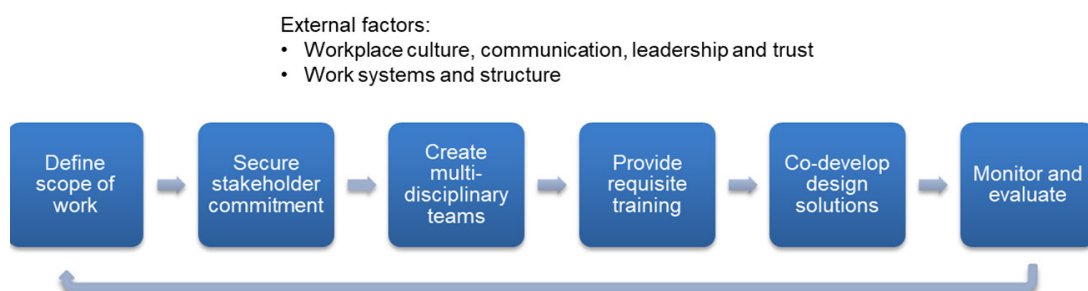 External factors:
• Workplace culture, communication, leadership and trust
• Work systems and structure
Define
scope of
work
Secure
stakeholder
commitment
Create
multi-
disciplinary
teams
Provide
requisite
training
Co-develop
design
solutions
Monitor and
evaluate